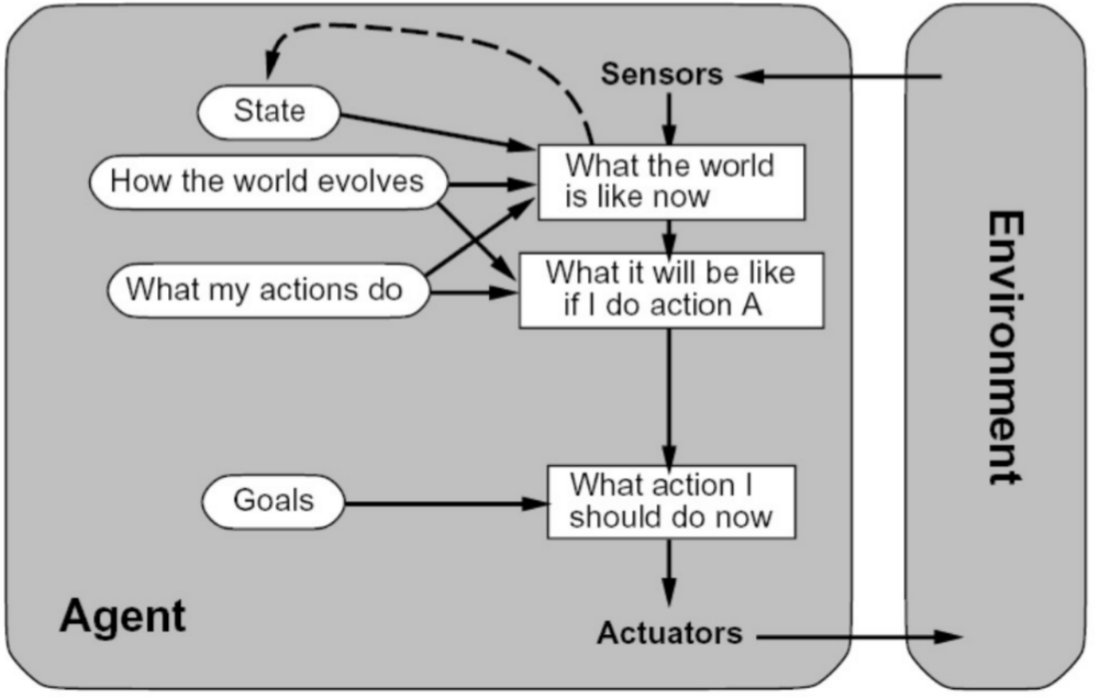 Sensors
State
What the world
is like now
How the world evolves
What it will be like
if I do action A
What my actions do
Environment
What action I
should do now
Goals
Agent
Actuators